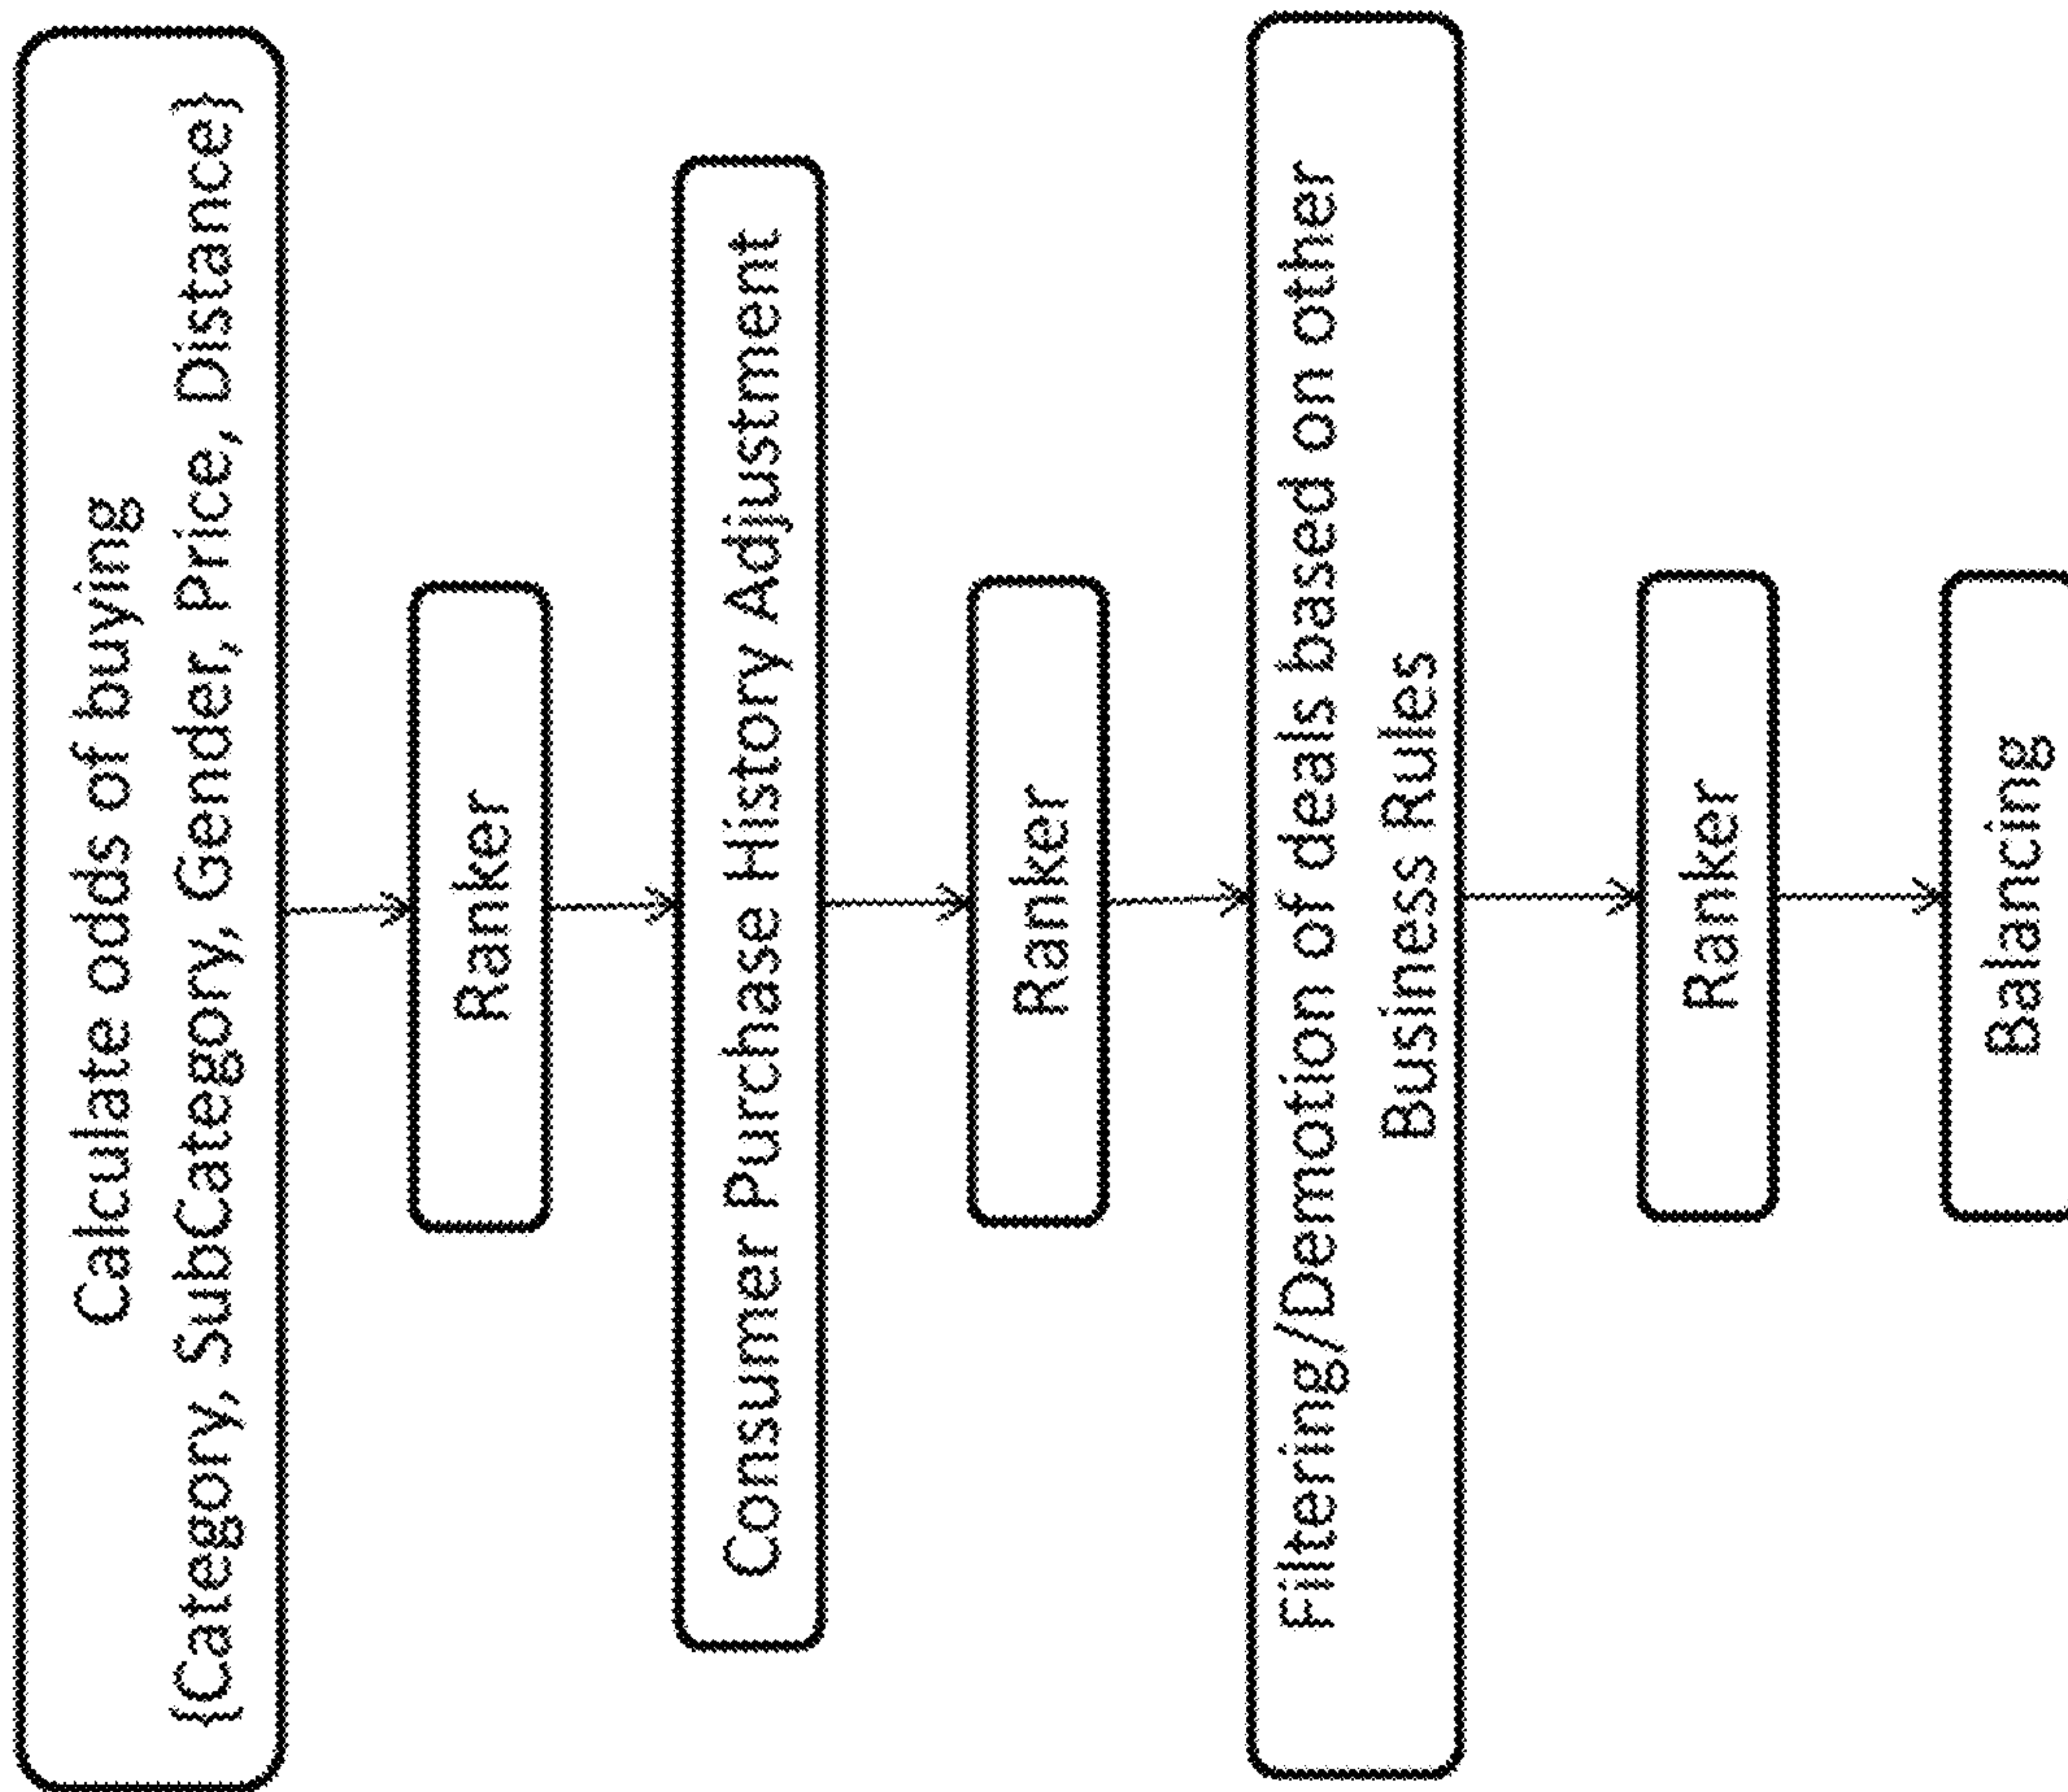 Calculate odds of buying
{Category, SubCategory, Gender, Price, Distance}
Ranker
Consumer Purchase History Adjustment
Ranker
Filtering/Demotion of deals based on other
Business Rules
Ranker
Balancing